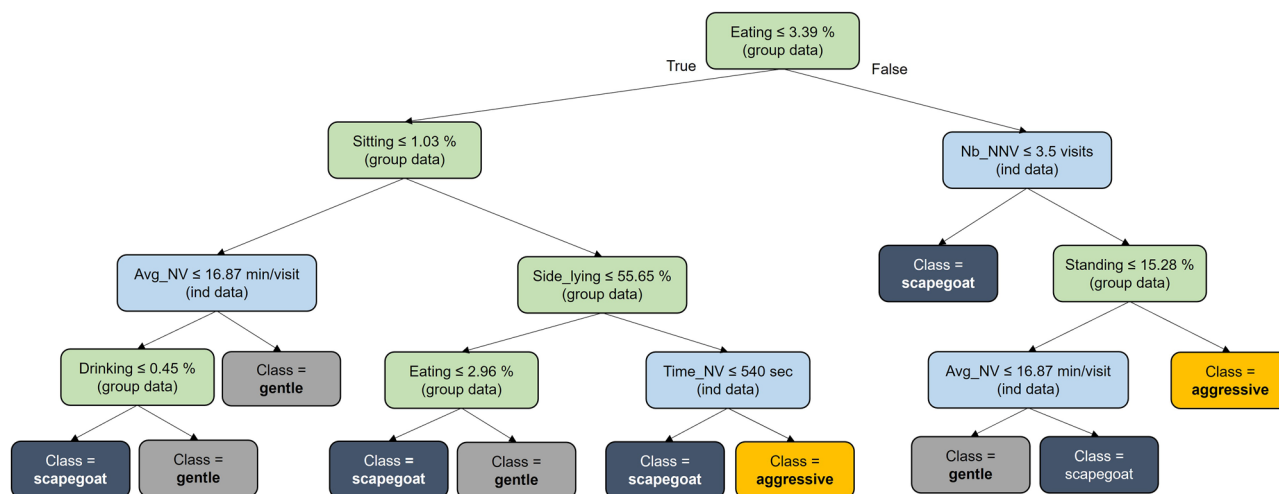 Eating ≤ 3.39 %
(group data)
True
False
Sitting ≤ 1.03 %
(group data)
Nb_NNV ≤ 3.5 visits
(ind data)
Avg_NV ≤ 16.87 min/visit
(ind data)
Side_lying ≤ 55.65 %
(group data)
Class =
scapegoat
Standing ≤ 15.28 %
(group data)
Drinking ≤ 0.45 %
(group data)
Class =
gentle
Eating ≤ 2.96 %
(group data)
Time_NV ≤ 540 sec
(ind data)
Avg_NV ≤ 16.87 min/visit
(ind data)
Class =
aggressive
Class =
scapegoat
Class =
gentle
Class =
scapegoat
Class =
gentle
Class =
scapegoat
Class =
aggressive
Class =
gentle
Class =
scapegoat